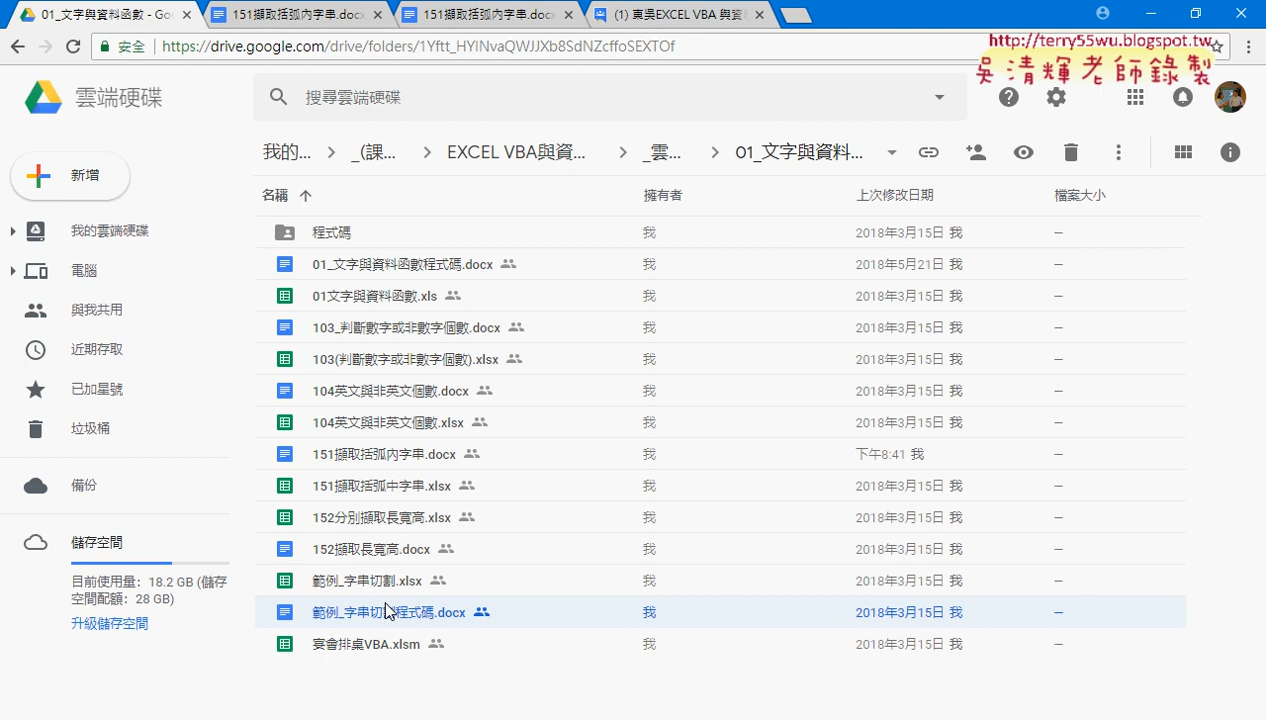 01_文字與資料函數 - Goo
151擷取括弧內字串.docx
151擷取括弧內字串.docx
(1) 東吳EXCEL VBA 與資
安全
https://drive.google.com/drive/folders/1Yftt_HYlNvaQWJJXb8SdNZcffoSEXTOf
http://terry55wu.blogspot.tw
吳清輝老師錄製
雲端硬碟
搜尋雲端硬碟
新增
我的... > _(課... > EXCEL VBA與資... > _雲... > 01_文字與資料...
名稱
擁有者
上次修改日期
檔案大小
我的雲端硬碟
電腦
與我共用
近期存取
已加星號
垃圾桶
備份
儲存空間
目前使用量：18.2 GB (儲存
空間配額：28 GB)
升級儲存空間
程式碼 我 2018年3月15日 我 –
01_文字與資料函數程式碼.docx 我 2018年5月21日 我 –
01文字與資料函數.xls 我 2018年3月15日 我 –
103_判斷數字或非數字個數.docx 我 2018年3月15日 我 –
103(判斷數字或非數字個數).xlsx 我 2018年3月15日 我 –
104英文與非英文個數.docx 我 2018年3月15日 我 –
104英文與非英文個數.xlsx 我 2018年3月15日 我 –
151擷取括弧內字串.docx 我 下午8:41 我 –
151擷取括弧中字串.xlsx 我 2018年3月15日 我 –
152分別擷取長寬高.xlsx 我 2018年3月15日 我 –
152擷取長寬高.docx 我 2018年3月15日 我 –
範例_字串切割.xlsx 我 2018年3月15日 我 –
範例_字串切割程式碼.docx 我 2018年3月15日 我 –
宴會排桌VBA.xlsm 我 2018年3月15日 我 –